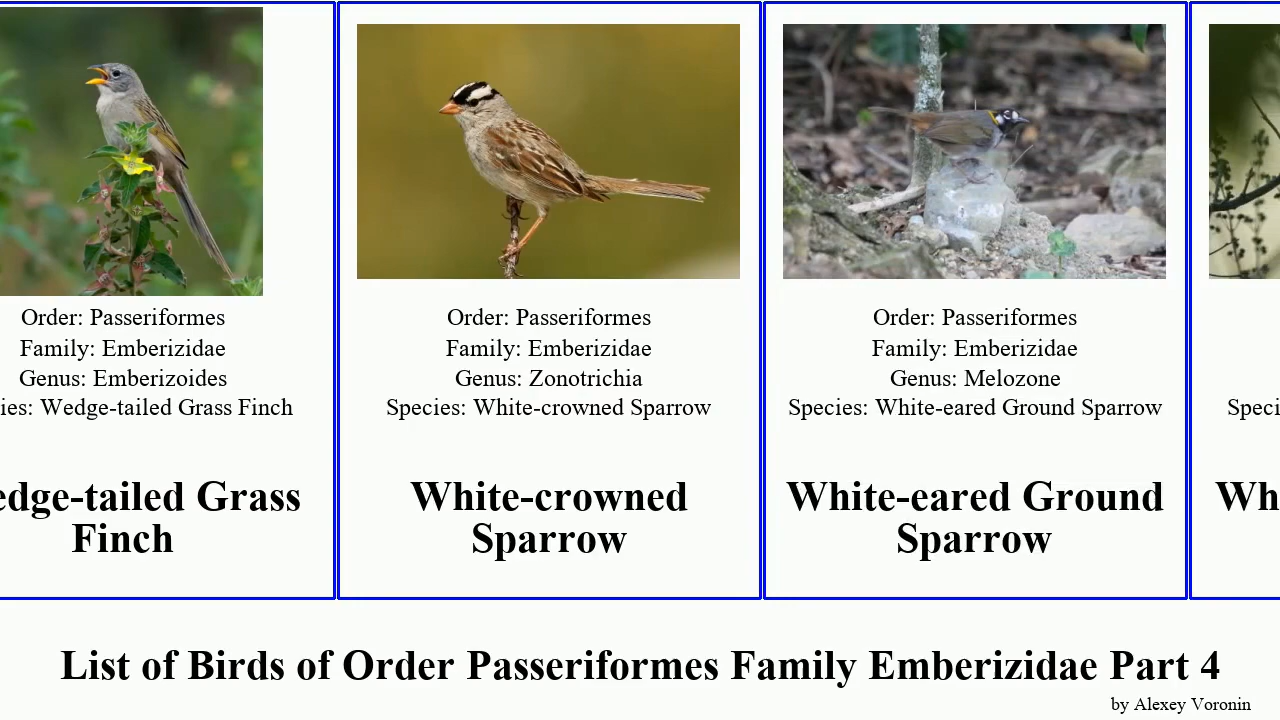 Order: Passeriformes
Family: Emberizidae
Genus: Emberizoides
ies: Wedge-tailed Grass Finch
edge-tailed Grass
Finch
Order: Passeriformes
Family: Emberizidae
Genus: Zonotrichia
Species: White-crowned Sparrow
White-crowned
Sparrow
Order: Passeriformes
Family: Emberizidae
Genus: Melozone
Species: White-eared Ground Sparrow
White-eared Ground
Sparrow
Speci
Wh
List of Birds of Order Passeriformes Family Emberizidae Part 4
by Alexey Voronin